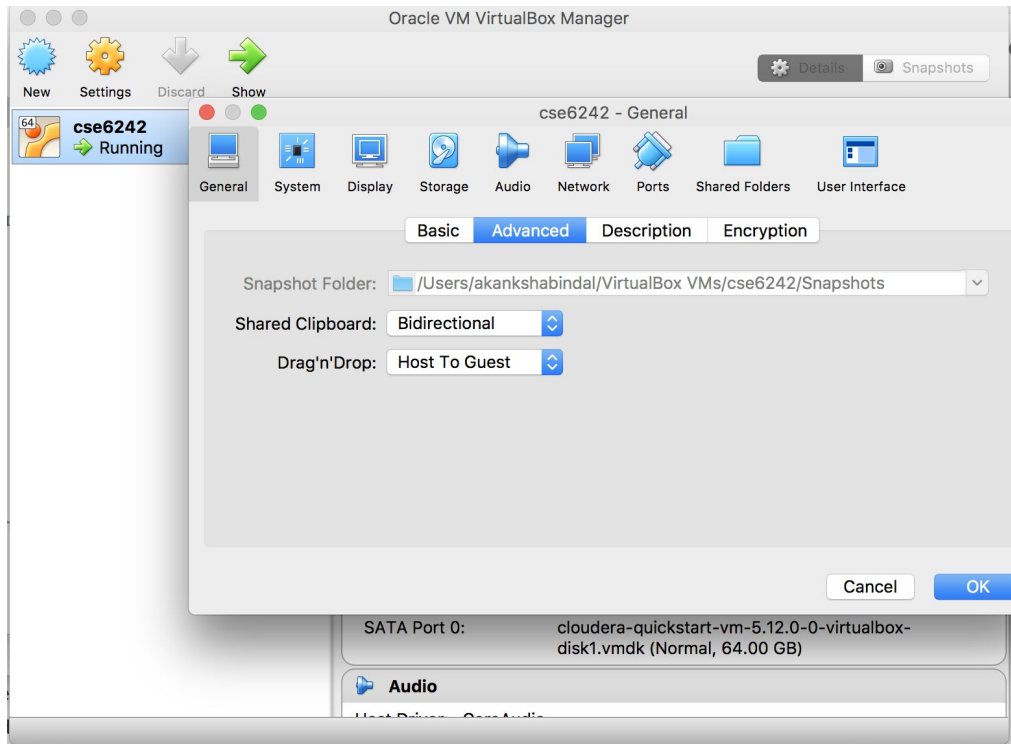 Oracle VM VirtualBox Manager
New Settings Discard Show
Details Snapshots
64 cse6242
Running
cse6242 - General
General System Display Storage Audio Network Ports Shared Folders User Interface
Basic Advanced Description Encryption
Snapshot Folder: /Users/akankshabindal/VirtualBox VMs/cse6242/Snapshots
Shared Clipboard: Bidirectional
Drag'n'Drop: Host To Guest
Cancel OK
SATA Port 0: cloudera-quickstart-vm-5.12.0-0-virtualbox-
disk1.vmdk (Normal, 64.00 GB)
Audio
Host Driver: CoreAudio